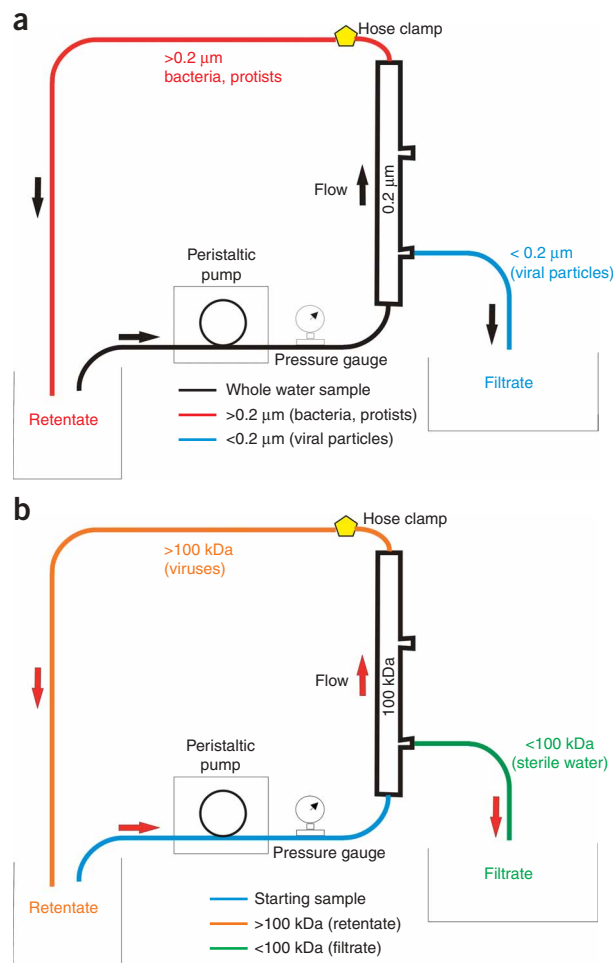 a
Hose clamp
>0.2 µm
bacteria, protists
Flow
0.2 µm
< 0.2 µm
(viral particles)
Peristaltic
pump
Pressure gauge
Retentate
Filtrate
Whole water sample
>0.2 µm (bacteria, protists)
<0.2 µm (viral particles)
b
Hose clamp
>100 kDa
(viruses)
Flow
100 kDa
<100 kDa
(sterile water)
Peristaltic
pump
Pressure gauge
Retentate
Filtrate
Starting sample
>100 kDa (retentate)
<100 kDa (filtrate)